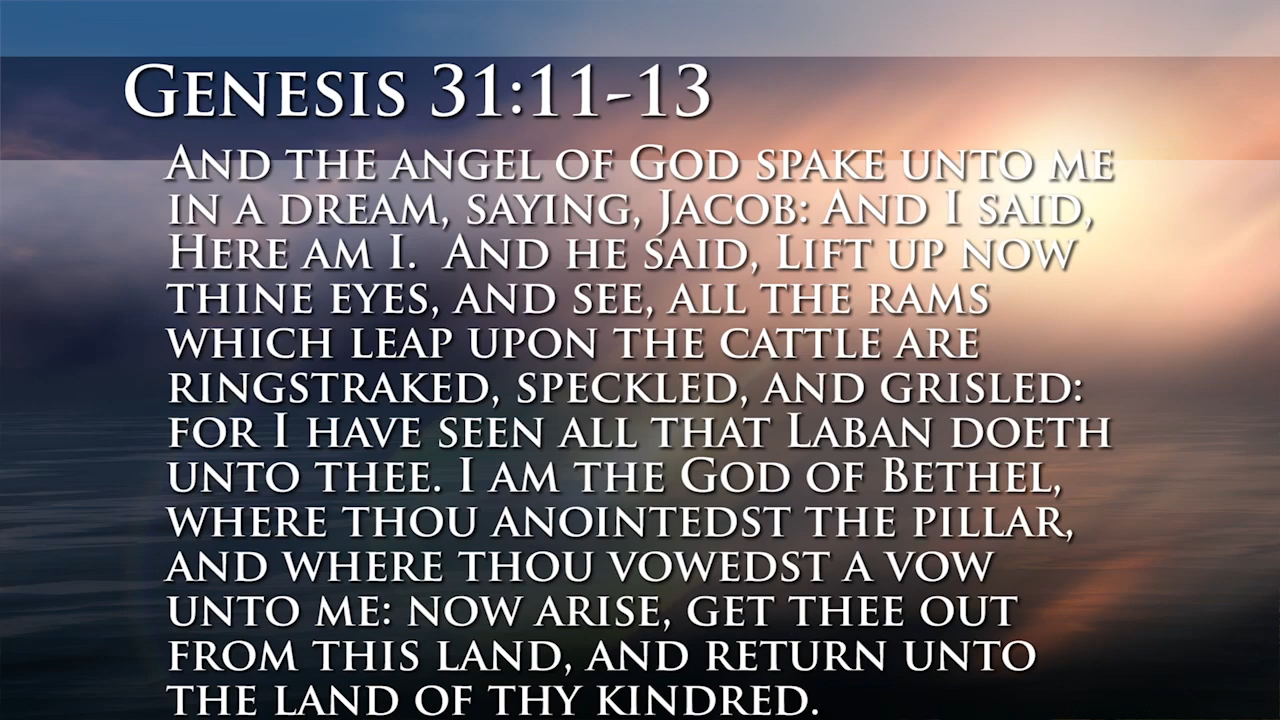 Genesis 31:11-13
And the angel of God spake unto me
in a dream, saying, Jacob: And I said,
Here am I.  And he said, Lift up now
thine eyes, and see, all the rams
which leap upon the cattle are
ringstraked, speckled, and grisled:
for I have seen all that Laban doeth
unto thee. I am the God of Bethel,
where thou anointedst the pillar,
and where thou vowedst a vow
unto me: now arise, get thee out
from this land, and return unto
the land of thy kindred.